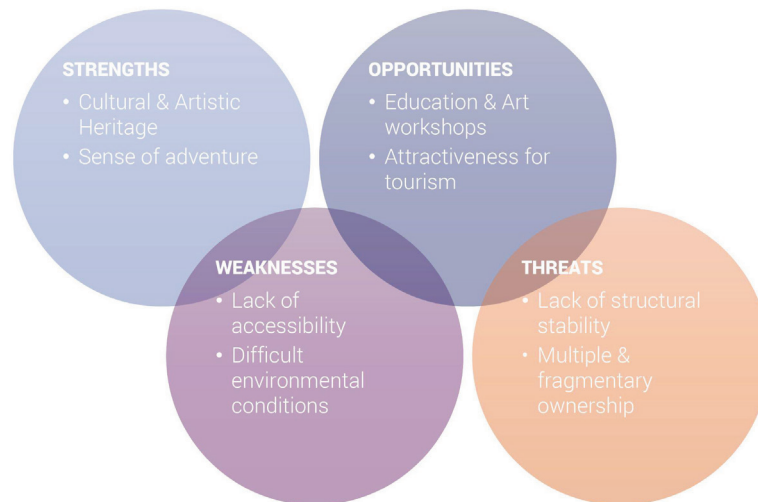 STRENGTHS
• Cultural & Artistic
Heritage
• Sense of adventure
OPPORTUNITIES
• Education & Art
workshops
• Attractiveness for
tourism
WEAKNESSES
• Lack of
accessibility
• Difficult
environmental
conditions
THREATS
• Lack of structural
stability
• Multiple &
fragmentary
ownership